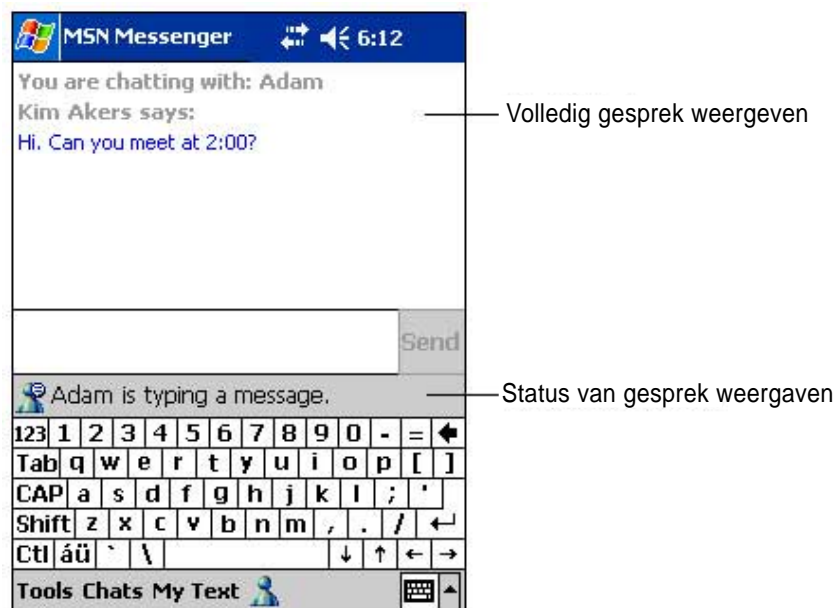 MSN Messenger 6:12
You are chatting with: Adam
Kim Akers says:
Hi. Can you meet at 2:00?
Volledig gesprek weergeven
Send
Adam is typing a message.
Status van gesprek weergaven
123 1 2 3 4 5 6 7 8 9 0 - = ←
Tab q w e r t y u i o p [ ]
CAP a s d f g h j k l ; '
Shift z x c v b n m , . / ↵
Ctl áü ` \ ↓ ↑ ← →
Tools Chats My Text